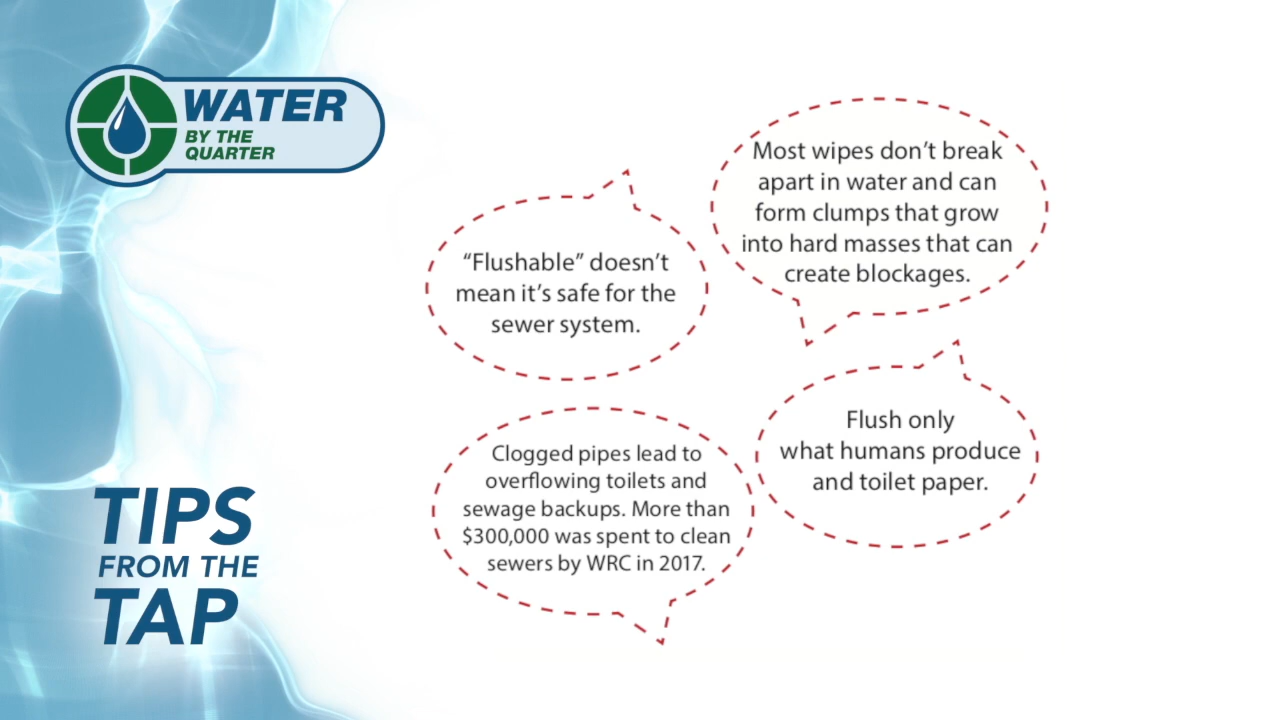 WATER
BY THE
QUARTER
“Flushable” doesn’t
mean it’s safe for the
sewer system.
Most wipes don’t break
apart in water and can
form clumps that grow
into hard masses that can
create blockages.
Clogged pipes lead to
overflowing toilets and
sewage backups. More than
$300,000 was spent to clean
sewers by WRC in 2017.
Flush only
what humans produce
and toilet paper.
TIPS
FROM THE
TAP